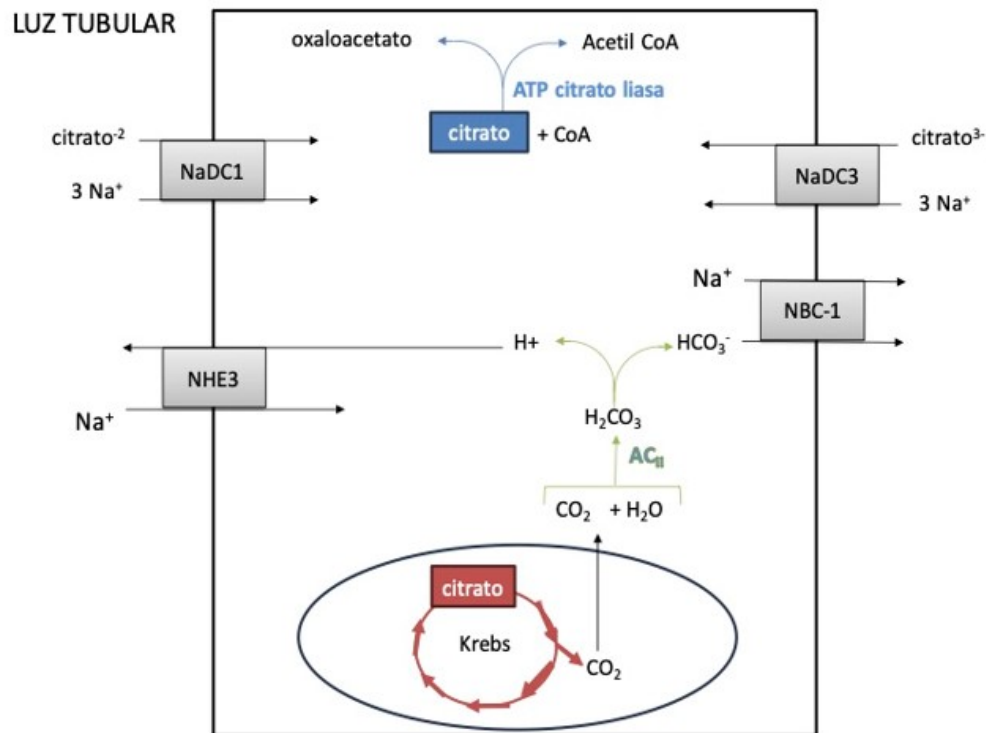 LUZ TUBULAR
oxaloacetato
Acetil CoA
ATP citrato liasa
citrato + CoA
citrato⁻²
NaDC1
3 Na⁺
citrato³⁻
NaDC3
3 Na⁺
Na⁺
NBC-1
HCO₃⁻
H+
NHE3
Na⁺
H₂CO₃
ACᵢᵢ
CO₂ + H₂O
citrato
Krebs
CO₂